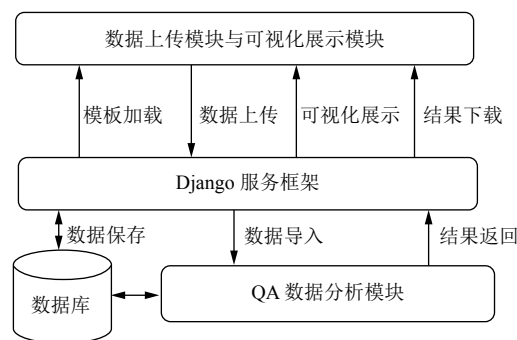 数据上传模块与可视化展示模块
模板加载
数据上传
可视化展示
结果下载
Django 服务框架
数据保存
数据导入
结果返回
数据库
QA 数据分析模块